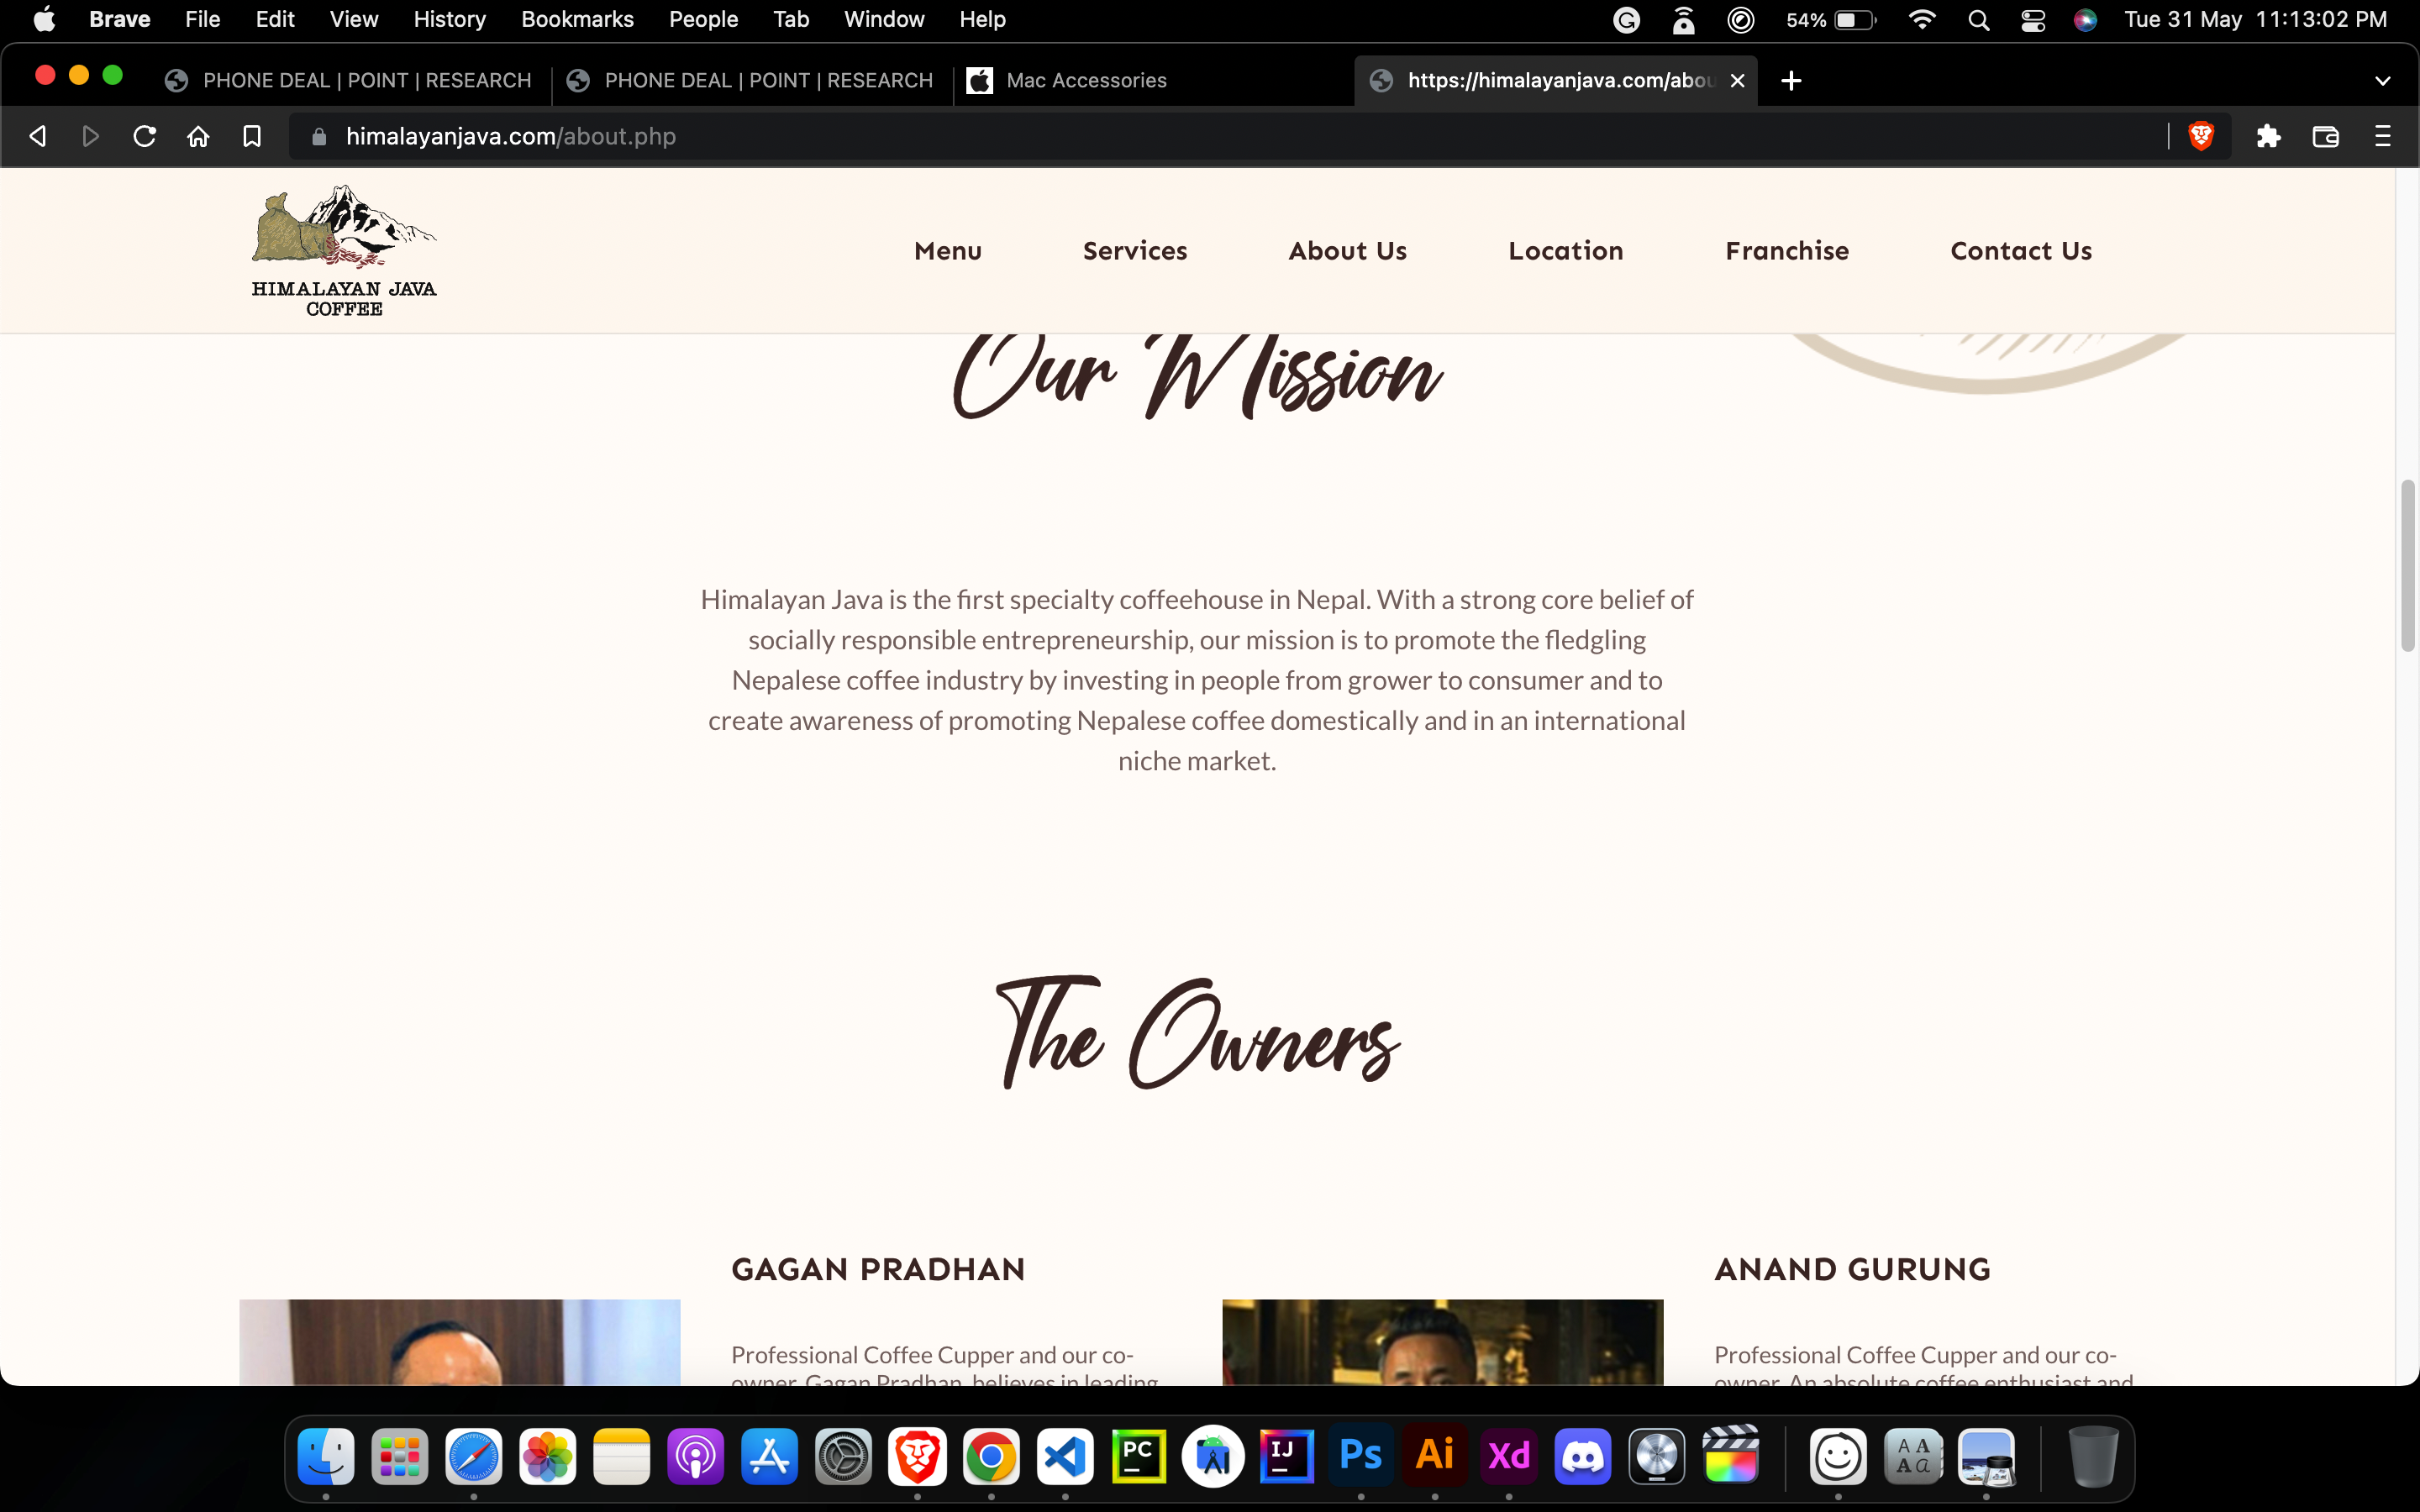 Brave File Edit View History Bookmarks People Tab Window Help 54% Tue 31 May 11:13:02 PM
PHONE DEAL | POINT | RESEARCH PHONE DEAL | POINT | RESEARCH Mac Accessories https://himalayanjava.com/abou
himalayanjava.com/about.php
HIMALAYAN JAVA
COFFEE
Menu Services About Us Location Franchise Contact Us
Our Mission
Himalayan Java is the first specialty coffeehouse in Nepal. With a strong core belief of
socially responsible entrepreneurship, our mission is to promote the fledgling
Nepalese coffee industry by investing in people from grower to consumer and to
create awareness of promoting Nepalese coffee domestically and in an international
niche market.
The Owners
GAGAN PRADHAN
Professional Coffee Cupper and our co-
owner, Gagan Pradhan, believes in leading
ANAND GURUNG
Professional Coffee Cupper and our co-
owner. An absolute coffee enthusiast and
PC IJ Ps Ai Xd